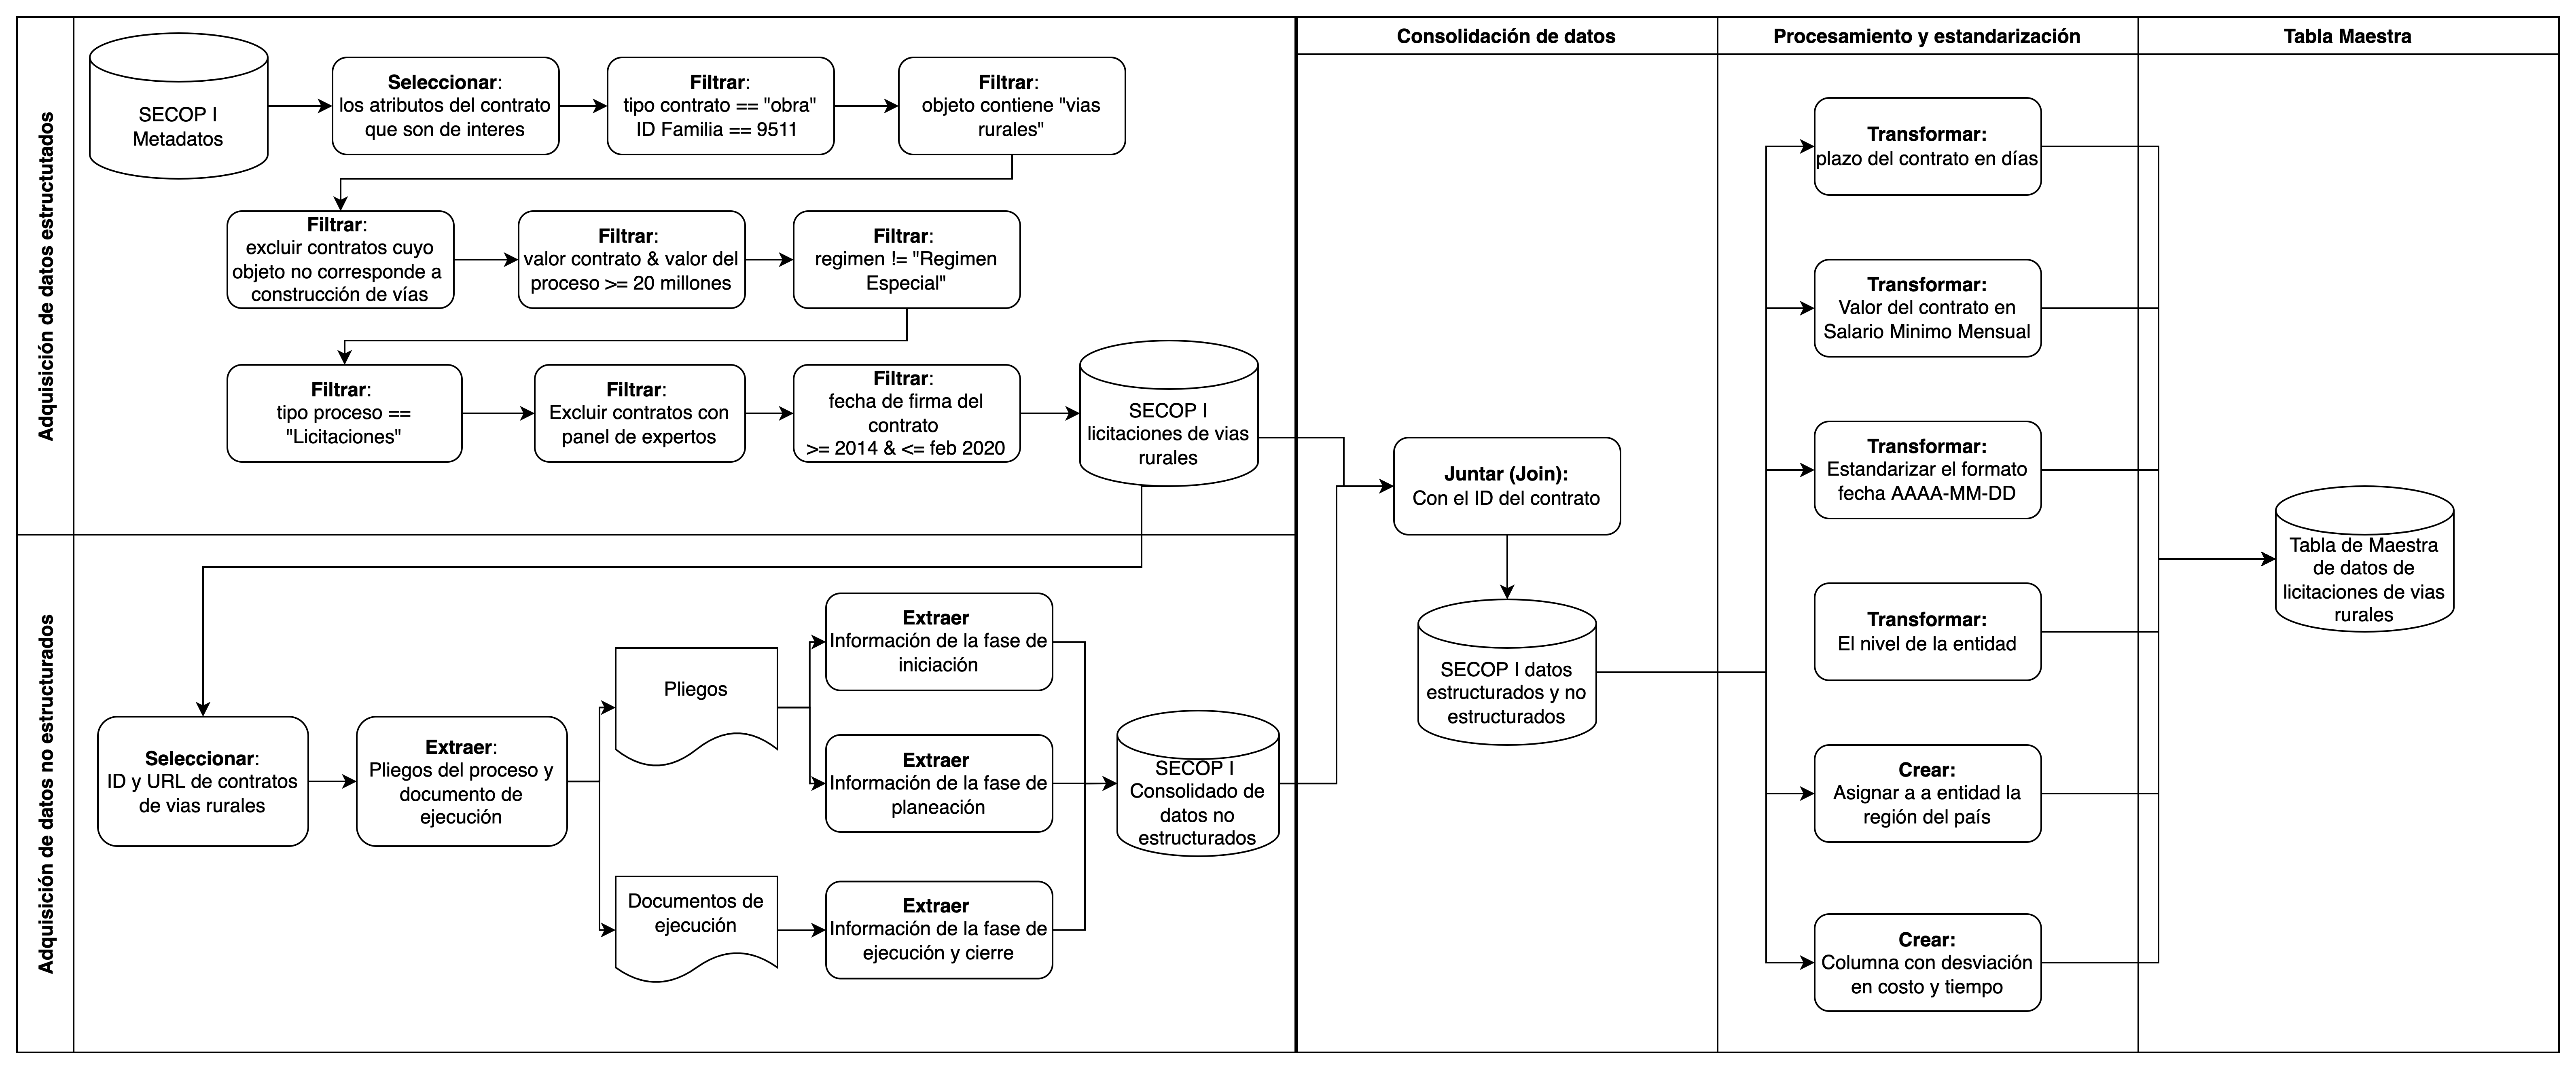 Adquisición de datos estructutados
SECOP I
Metadatos
Seleccionar:
los atributos del contrato
que son de interes
Filtrar:
tipo contrato == "obra"
ID Familia == 9511
Filtrar:
objeto contiene "vias
rurales"
Filtrar:
excluir contratos cuyo
objeto no corresponde a
construcción de vías
Filtrar:
valor contrato & valor del
proceso >= 20 millones
Filtrar:
regimen != "Regimen
Especial"
Filtrar:
tipo proceso ==
"Licitaciones"
Filtrar:
Excluir contratos con
panel de expertos
Filtrar:
fecha de firma del
contrato
>= 2014 & <= feb 2020
SECOP I
licitaciones de vias
rurales
Adquisición de datos no estructurados
Seleccionar:
ID y URL de contratos
de vias rurales
Extraer:
Pliegos del proceso y
documento de
ejecución
Pliegos
Documentos de
ejecución
Extraer
Información de la fase de
iniciación
Extraer
Información de la fase de
planeación
Extraer
Información de la fase de
ejecución y cierre
SECOP I
Consolidado de
datos no
estructurados
Consolidación de datos
Juntar (Join):
Con el ID del contrato
SECOP I datos
estructurados y no
estructurados
Procesamiento y estandarización
Transformar:
plazo del contrato en días
Transformar:
Valor del contrato en
Salario Minimo Mensual
Transformar:
Estandarizar el formato
fecha AAAA-MM-DD
Transformar:
El nivel de la entidad
Crear:
Asignar a a entidad la
región del país
Crear:
Columna con desviación
en costo y tiempo
Tabla Maestra
Tabla de Maestra
de datos de
licitaciones de vias
rurales